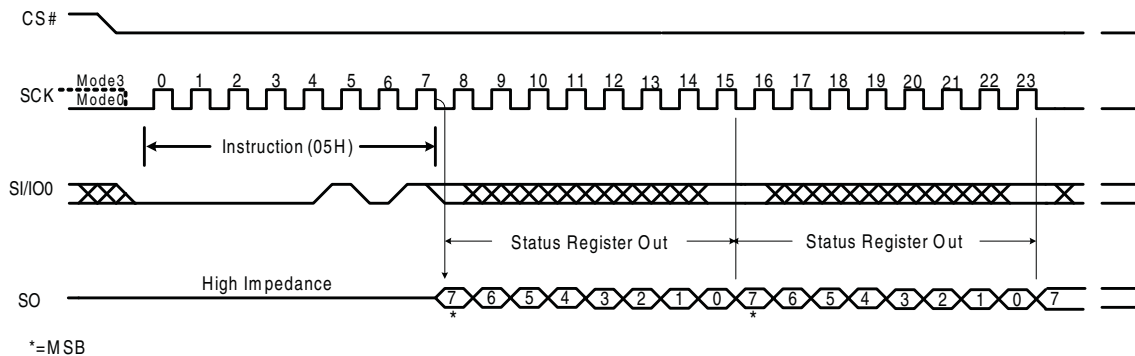 CS#
SCK Mode3 0 1 2 3 4 5 6 7 8 9 10 11 12 13 14 15 16 17 18 19 20 21 22 23
Mode0
Instruction (05H)
SI/IO0
Status Register Out Status Register Out
High Impedance
SO 7 6 5 4 3 2 1 0 7 6 5 4 3 2 1 0 7
* *
*=MSB